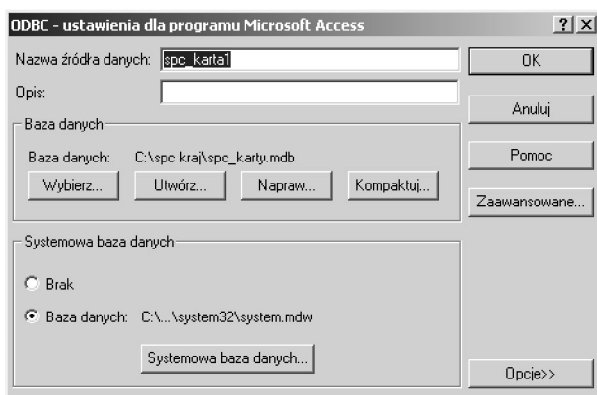 ODBC - ustawienia dla programu Microsoft Access
Nazwa źródła danych: spc_karta1
OK
Opis:
Anuluj
Baza danych
Baza danych: C:\spc kraj\spc_karty.mdb
Pomoc
Wybierz... Utwórz... Napraw... Kompaktuj...
Zaawansowane...
Systemowa baza danych
Brak
Baza danych: C:\...\system32\system.mdw
Systemowa baza danych...
Opcje>>